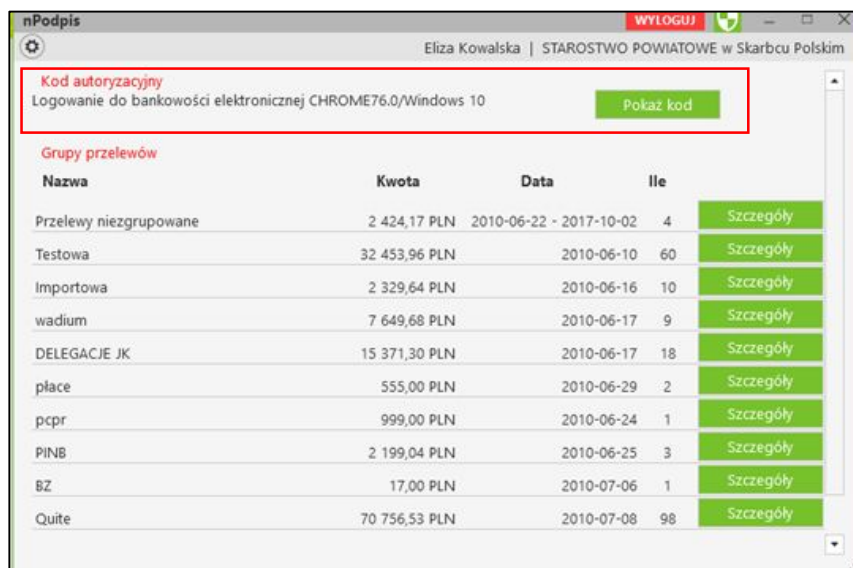 nPodpis WYLOGUJ
Eliza Kowalska | STAROSTWO POWIATOWE w Skarbcu Polskim
Kod autoryzacyjny
Logowanie do bankowości elektronicznej CHROME76.0/Windows 10 Pokaż kod
Grupy przelewów
Nazwa Kwota Data Ile
Przelewy niezgrupowane 2 424,17 PLN 2010-06-22 - 2017-10-02 4 Szczegóły
Testowa 32 453,96 PLN 2010-06-10 60 Szczegóły
Importowa 2 329,64 PLN 2010-06-16 10 Szczegóły
wadium 7 649,68 PLN 2010-06-17 9 Szczegóły
DELEGACJE JK 15 371,30 PLN 2010-06-17 18 Szczegóły
płace 555,00 PLN 2010-06-29 2 Szczegóły
pcpr 999,00 PLN 2010-06-24 1 Szczegóły
PINB 2 199,04 PLN 2010-06-25 3 Szczegóły
BZ 17,00 PLN 2010-07-06 1 Szczegóły
Quite 70 756,53 PLN 2010-07-08 98 Szczegóły